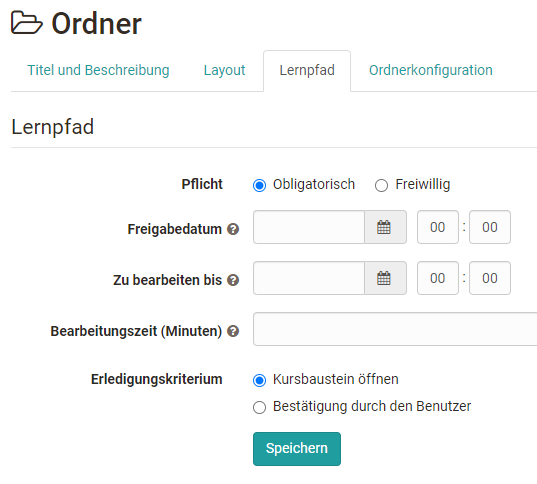 Ordner
Titel und Beschreibung Layout Lernpfad Ordnerkonfiguration
Lernpfad
Pflicht Obligatorisch Freiwillig
Freigabedatum ? 00 : 00
Zu bearbeiten bis ? 00 : 00
Bearbeitungszeit (Minuten) ?
Erledigungskriterium Kursbaustein öffnen
Bestätigung durch den Benutzer
Speichern